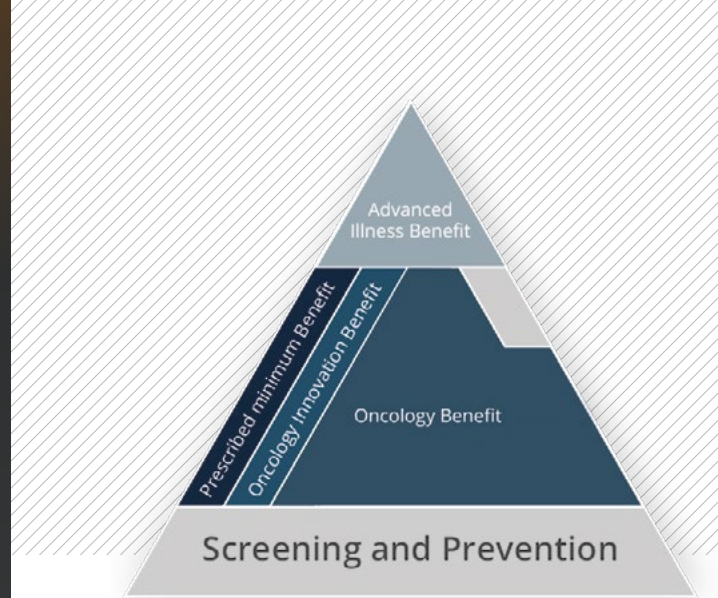 Advanced
Illness Benefit
Prescribed minimum Benefit
Oncology Innovation Benefit
Oncology Benefit
Screening and Prevention